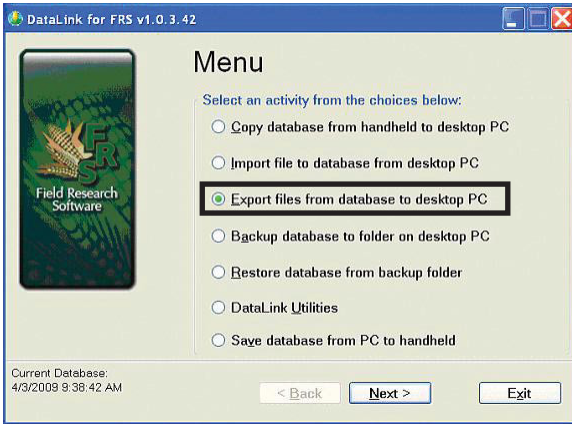 DataLink for FRS v1.0.3.42
Menu
Select an activity from the choices below:
Copy database from handheld to desktop PC
Import file to database from desktop PC
Export files from database to desktop PC
Backup database to folder on desktop PC
Restore database from backup folder
DataLink Utilities
Save database from PC to handheld
FRS
Field Research
Software
Current Database:
4/3/2009 9:38:42 AM
< Back
Next >
Exit